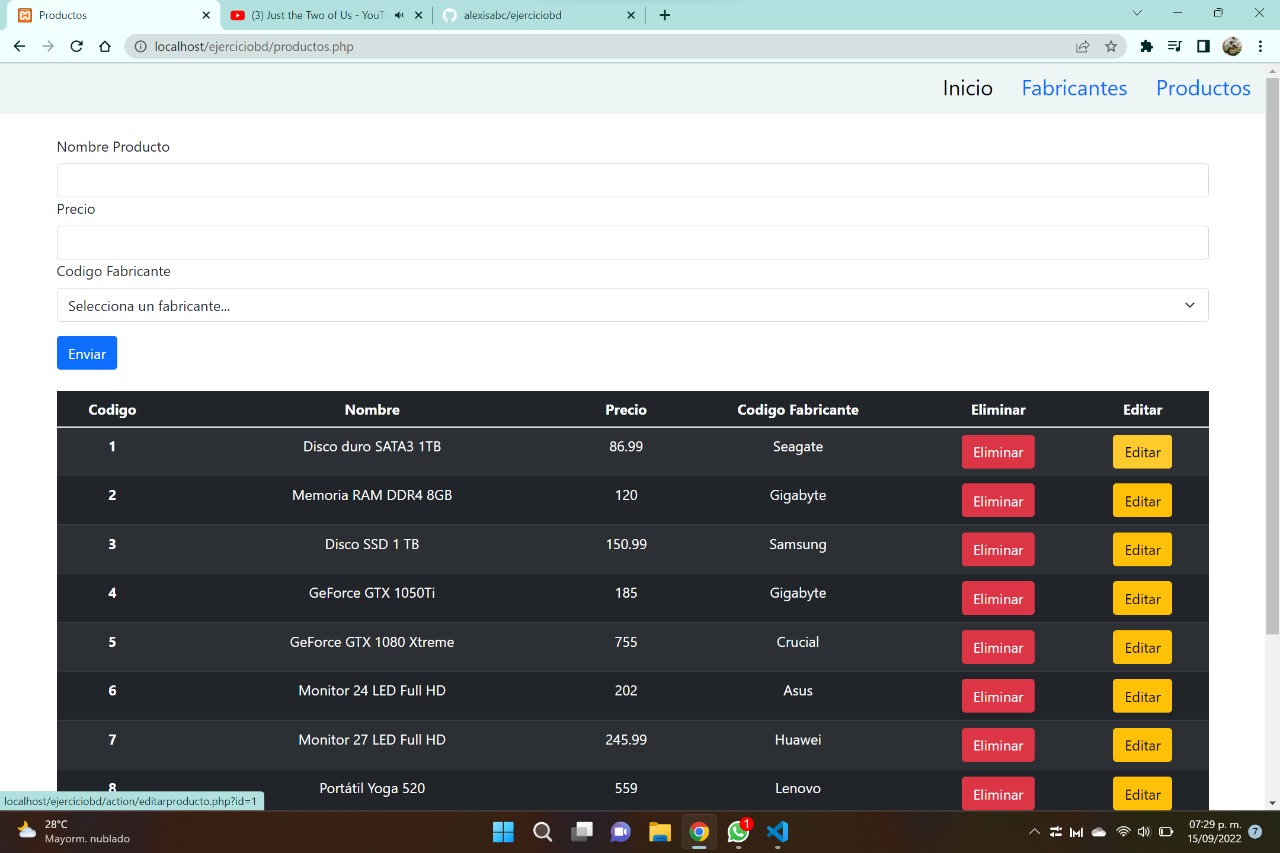 Productos
(3) Just the Two of Us - YouT
alexisabc/ejerciciobd
localhost/ejerciciobd/productos.php
Inicio Fabricantes Productos
Nombre Producto
Precio
Codigo Fabricante
Selecciona un fabricante...
Enviar
Codigo Nombre Precio Codigo Fabricante Eliminar Editar
1 Disco duro SATA3 1TB 86.99 Seagate Eliminar Editar
2 Memoria RAM DDR4 8GB 120 Gigabyte Eliminar Editar
3 Disco SSD 1 TB 150.99 Samsung Eliminar Editar
4 GeForce GTX 1050Ti 185 Gigabyte Eliminar Editar
5 GeForce GTX 1080 Xtreme 755 Crucial Eliminar Editar
6 Monitor 24 LED Full HD 202 Asus Eliminar Editar
7 Monitor 27 LED Full HD 245.99 Huawei Eliminar Editar
8 Portátil Yoga 520 559 Lenovo Eliminar Editar
localhost/ejerciciobd/action/editarproducto.php?id=1
28°C
Mayorm. nublado
1
07:29 p. m.
15/09/2022
7